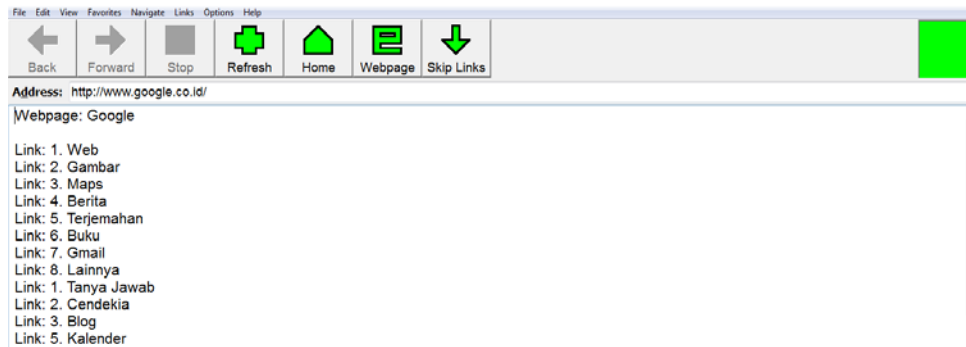 File Edit View Favorites Navigate Links Options Help
Back Forward Stop Refresh Home Webpage Skip Links
Address: http://www.google.co.id/
Webpage: Google
Link: 1. Web
Link: 2. Gambar
Link: 3. Maps
Link: 4. Berita
Link: 5. Terjemahan
Link: 6. Buku
Link: 7. Gmail
Link: 8. Lainnya
Link: 1. Tanya Jawab
Link: 2. Cendekia
Link: 3. Blog
Link: 5. Kalender